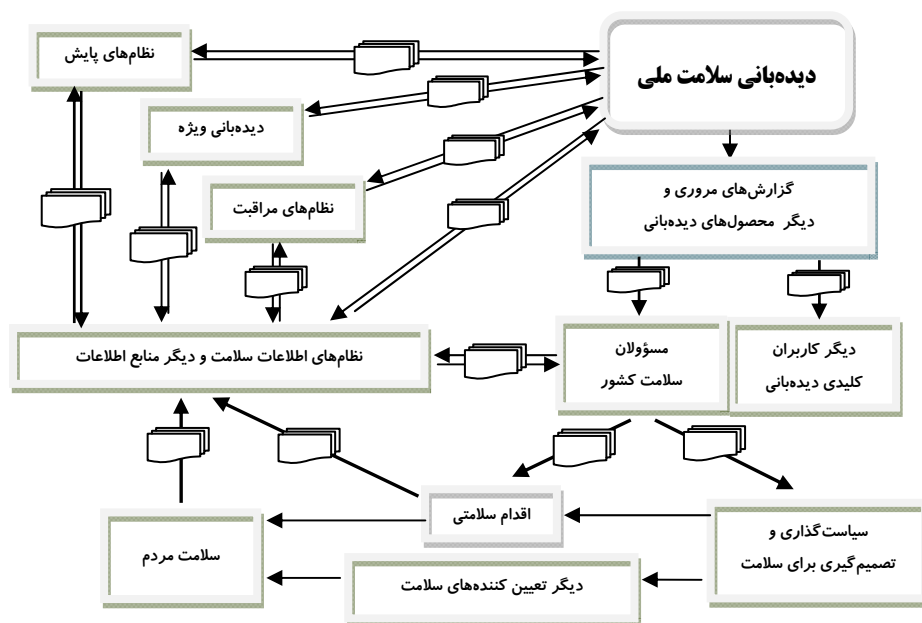 دیده‌بانی سلامت ملی
نظام‌های پایش
دیده‌بانی ویژه
نظام‌های مراقبت
گزارش‌های مروری و
دیگر محصول‌های دیده‌بانی
نظام‌های اطلاعات سلامت و دیگر منابع اطلاعات
مسؤولان
سلامت کشور
دیگر کاربران
کلیدی دیده‌بانی
اقدام سلامتی
سیاست‌گذاری و
تصمیم‌گیری برای سلامت
سلامت مردم
دیگر تعیین کننده‌های سلامت